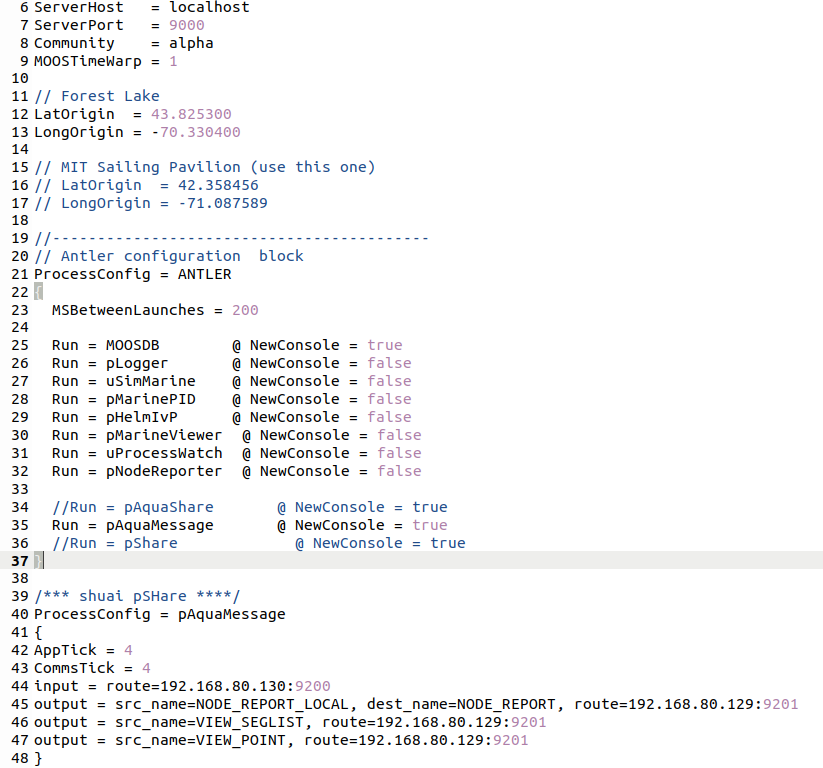 6 ServerHost   = localhost
7 ServerPort   = 9000
8 Community    = alpha
9 MOOSTimeWarp = 1
10
11 // Forest Lake
12 LatOrigin  = 43.825300
13 LongOrigin = -70.330400
14
15 // MIT Sailing Pavilion (use this one)
16 // LatOrigin  = 42.358456
17 // LongOrigin = -71.087589
18
19 //------------------------------------------
20 // Antler configuration  block
21 ProcessConfig = ANTLER
22 {
23   MSBetweenLaunches = 200
24
25   Run = MOOSDB        @ NewConsole = true
26   Run = pLogger       @ NewConsole = false
27   Run = uSimMarine    @ NewConsole = false
28   Run = pMarinePID    @ NewConsole = false
29   Run = pHelmIvP      @ NewConsole = false
30   Run = pMarineViewer  @ NewConsole = false
31   Run = uProcessWatch  @ NewConsole = false
32   Run = pNodeReporter  @ NewConsole = false
33
34   //Run = pAquaShare       @ NewConsole = true
35   Run = pAquaMessage       @ NewConsole = true
36   //Run = pShare             @ NewConsole = true
37 }
38
39 /*** shuai pSHare ****/
40 ProcessConfig = pAquaMessage
41 {
42 AppTick = 4
43 CommsTick = 4
44 input = route=192.168.80.130:9200
45 output = src_name=NODE_REPORT_LOCAL, dest_name=NODE_REPORT, route=192.168.80.129:9201
46 output = src_name=VIEW_SEGLIST, route=192.168.80.129:9201
47 output = src_name=VIEW_POINT, route=192.168.80.129:9201
48 }